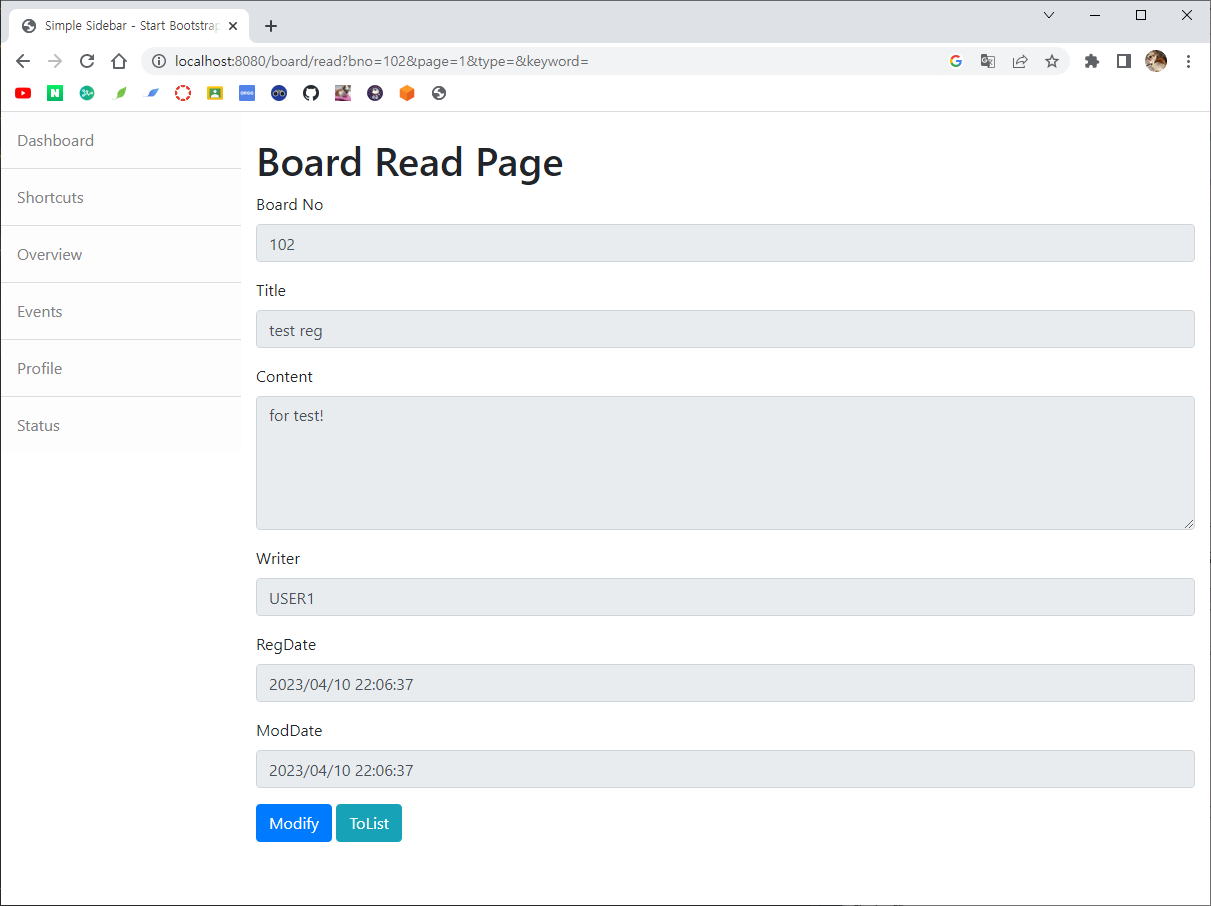 Simple Sidebar - Start Bootstrap
localhost:8080/board/read?bno=102&page=1&type=&keyword=
Dashboard
Shortcuts
Overview
Events
Profile
Status
Board Read Page
Board No
102
Title
test reg
Content
for test!
Writer
USER1
RegDate
2023/04/10 22:06:37
ModDate
2023/04/10 22:06:37
Modify
ToList